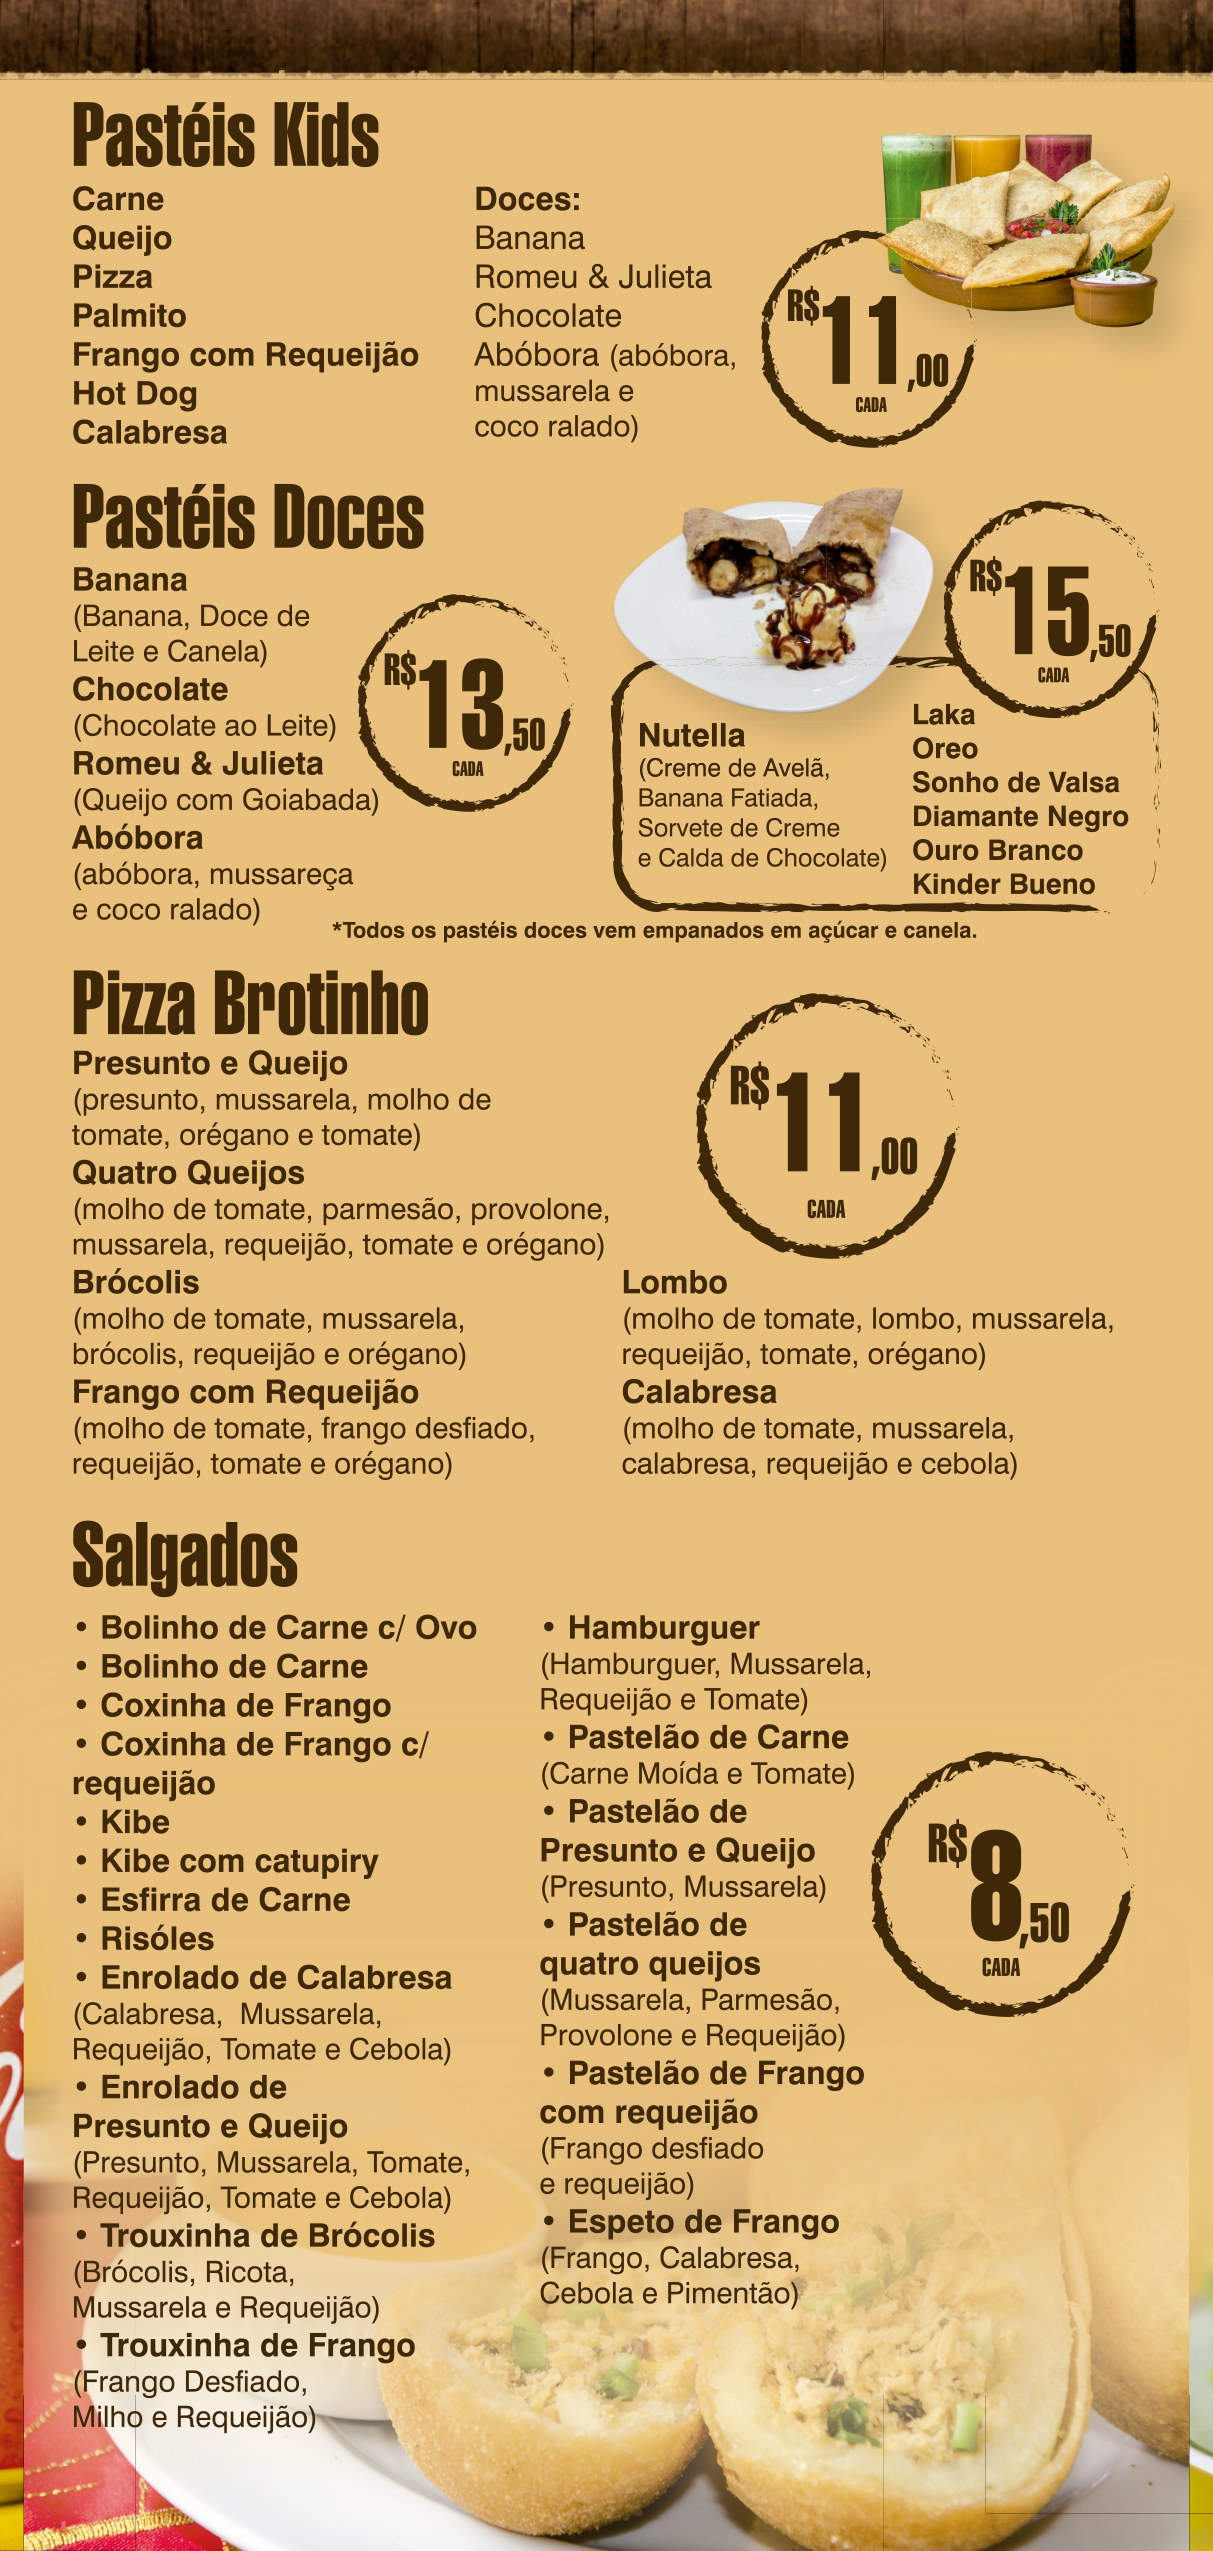 Pastéis Kids
Carne
Queijo
Pizza
Palmito
Frango com Requeijão
Hot Dog
Calabresa
Doces:
Banana
Romeu & Julieta
Chocolate
Abóbora (abóbora,
mussarela e
coco ralado)
R$11,00
CADA
Pastéis Doces
Banana
(Banana, Doce de
Leite e Canela)
Chocolate
(Chocolate ao Leite)
Romeu & Julieta
(Queijo com Goiabada)
Abóbora
(abóbora, mussareça
e coco ralado)
R$13,50
CADA
R$15,50
CADA
Nutella
(Creme de Avelã,
Banana Fatiada,
Sorvete de Creme
e Calda de Chocolate)
Laka
Oreo
Sonho de Valsa
Diamante Negro
Ouro Branco
Kinder Bueno
*Todos os pastéis doces vem empanados em açúcar e canela.
Pizza Brotinho
Presunto e Queijo
(presunto, mussarela, molho de
tomate, orégano e tomate)
Quatro Queijos
(molho de tomate, parmesão, provolone,
mussarela, requeijão, tomate e orégano)
Brócolis
(molho de tomate, mussarela,
brócolis, requeijão e orégano)
Frango com Requeijão
(molho de tomate, frango desfiado,
requeijão, tomate e orégano)
R$11,00
CADA
Lombo
(molho de tomate, lombo, mussarela,
requeijão, tomate, orégano)
Calabresa
(molho de tomate, mussarela,
calabresa, requeijão e cebola)
Salgados
• Bolinho de Carne c/ Ovo
• Bolinho de Carne
• Coxinha de Frango
• Coxinha de Frango c/
requeijão
• Kibe
• Kibe com catupiry
• Esfirra de Carne
• Risóles
• Enrolado de Calabresa
(Calabresa, Mussarela,
Requeijão, Tomate e Cebola)
• Enrolado de
Presunto e Queijo
(Presunto, Mussarela, Tomate,
Requeijão, Tomate e Cebola)
• Trouxinha de Brócolis
(Brócolis, Ricota,
Mussarela e Requeijão)
• Trouxinha de Frango
(Frango Desfiado,
Milho e Requeijão)
• Hamburguer
(Hamburguer, Mussarela,
Requeijão e Tomate)
• Pastelão de Carne
(Carne Moída e Tomate)
• Pastelão de
Presunto e Queijo
(Presunto, Mussarela)
• Pastelão de
quatro queijos
(Mussarela, Parmesão,
Provolone e Requeijão)
• Pastelão de Frango
com requeijão
(Frango desfiado
e requeijão)
• Espeto de Frango
(Frango, Calabresa,
Cebola e Pimentão)
R$8,50
CADA